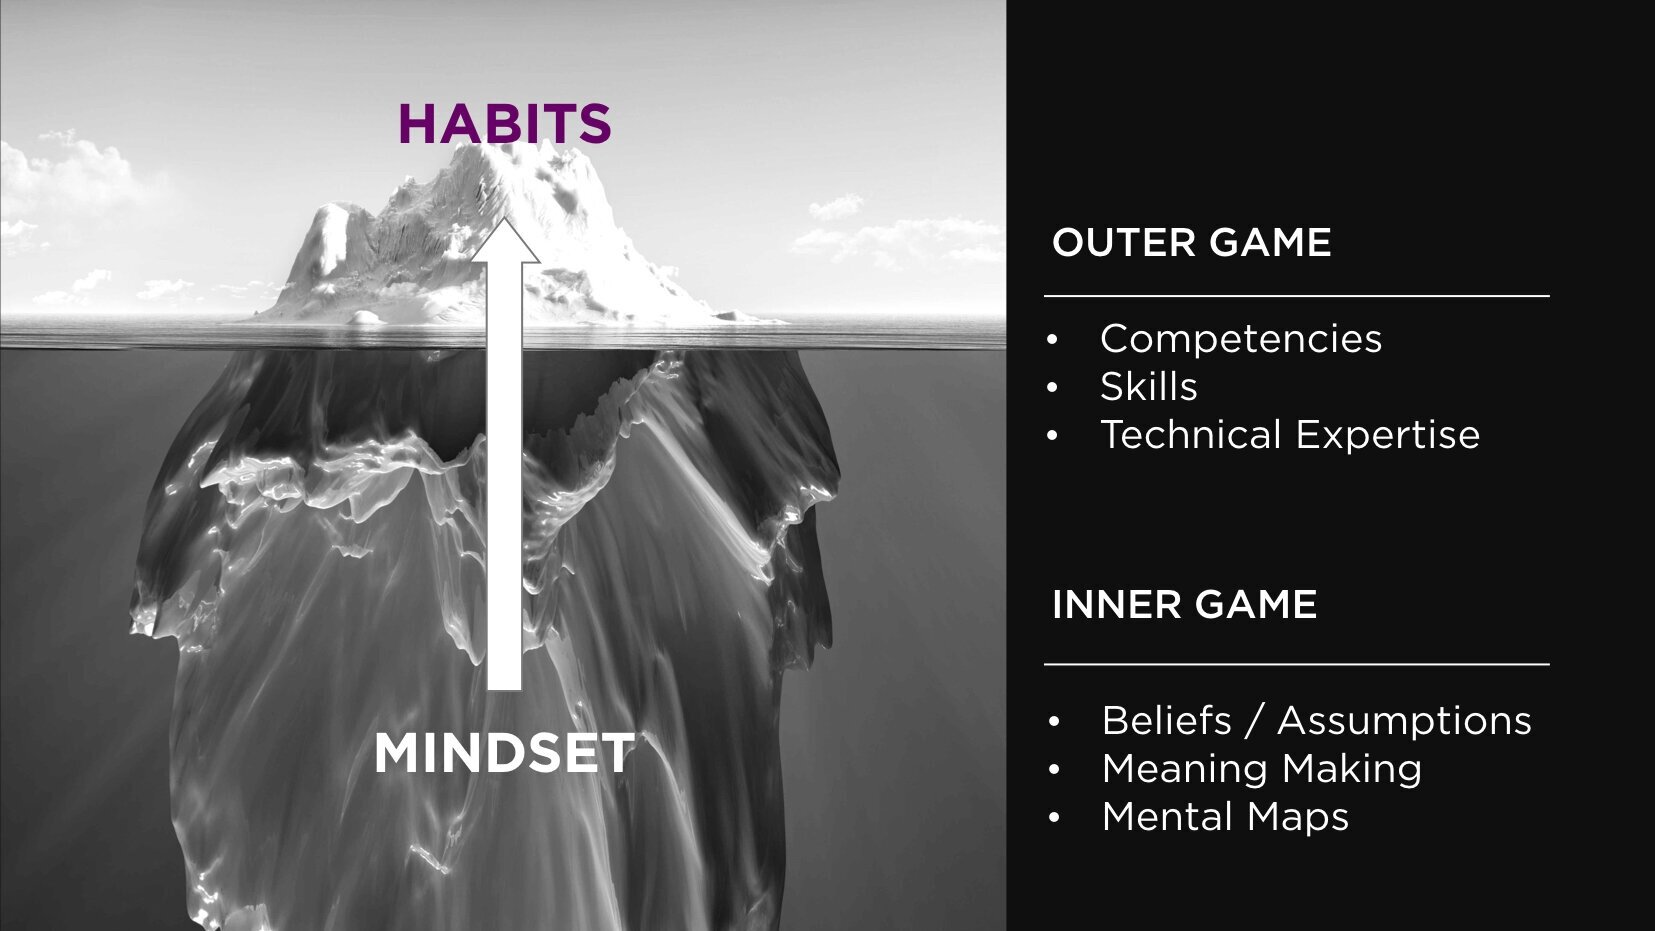 HABITS
MINDSET
OUTER GAME
• Competencies
• Skills
• Technical Expertise
INNER GAME
• Beliefs / Assumptions
• Meaning Making
• Mental Maps